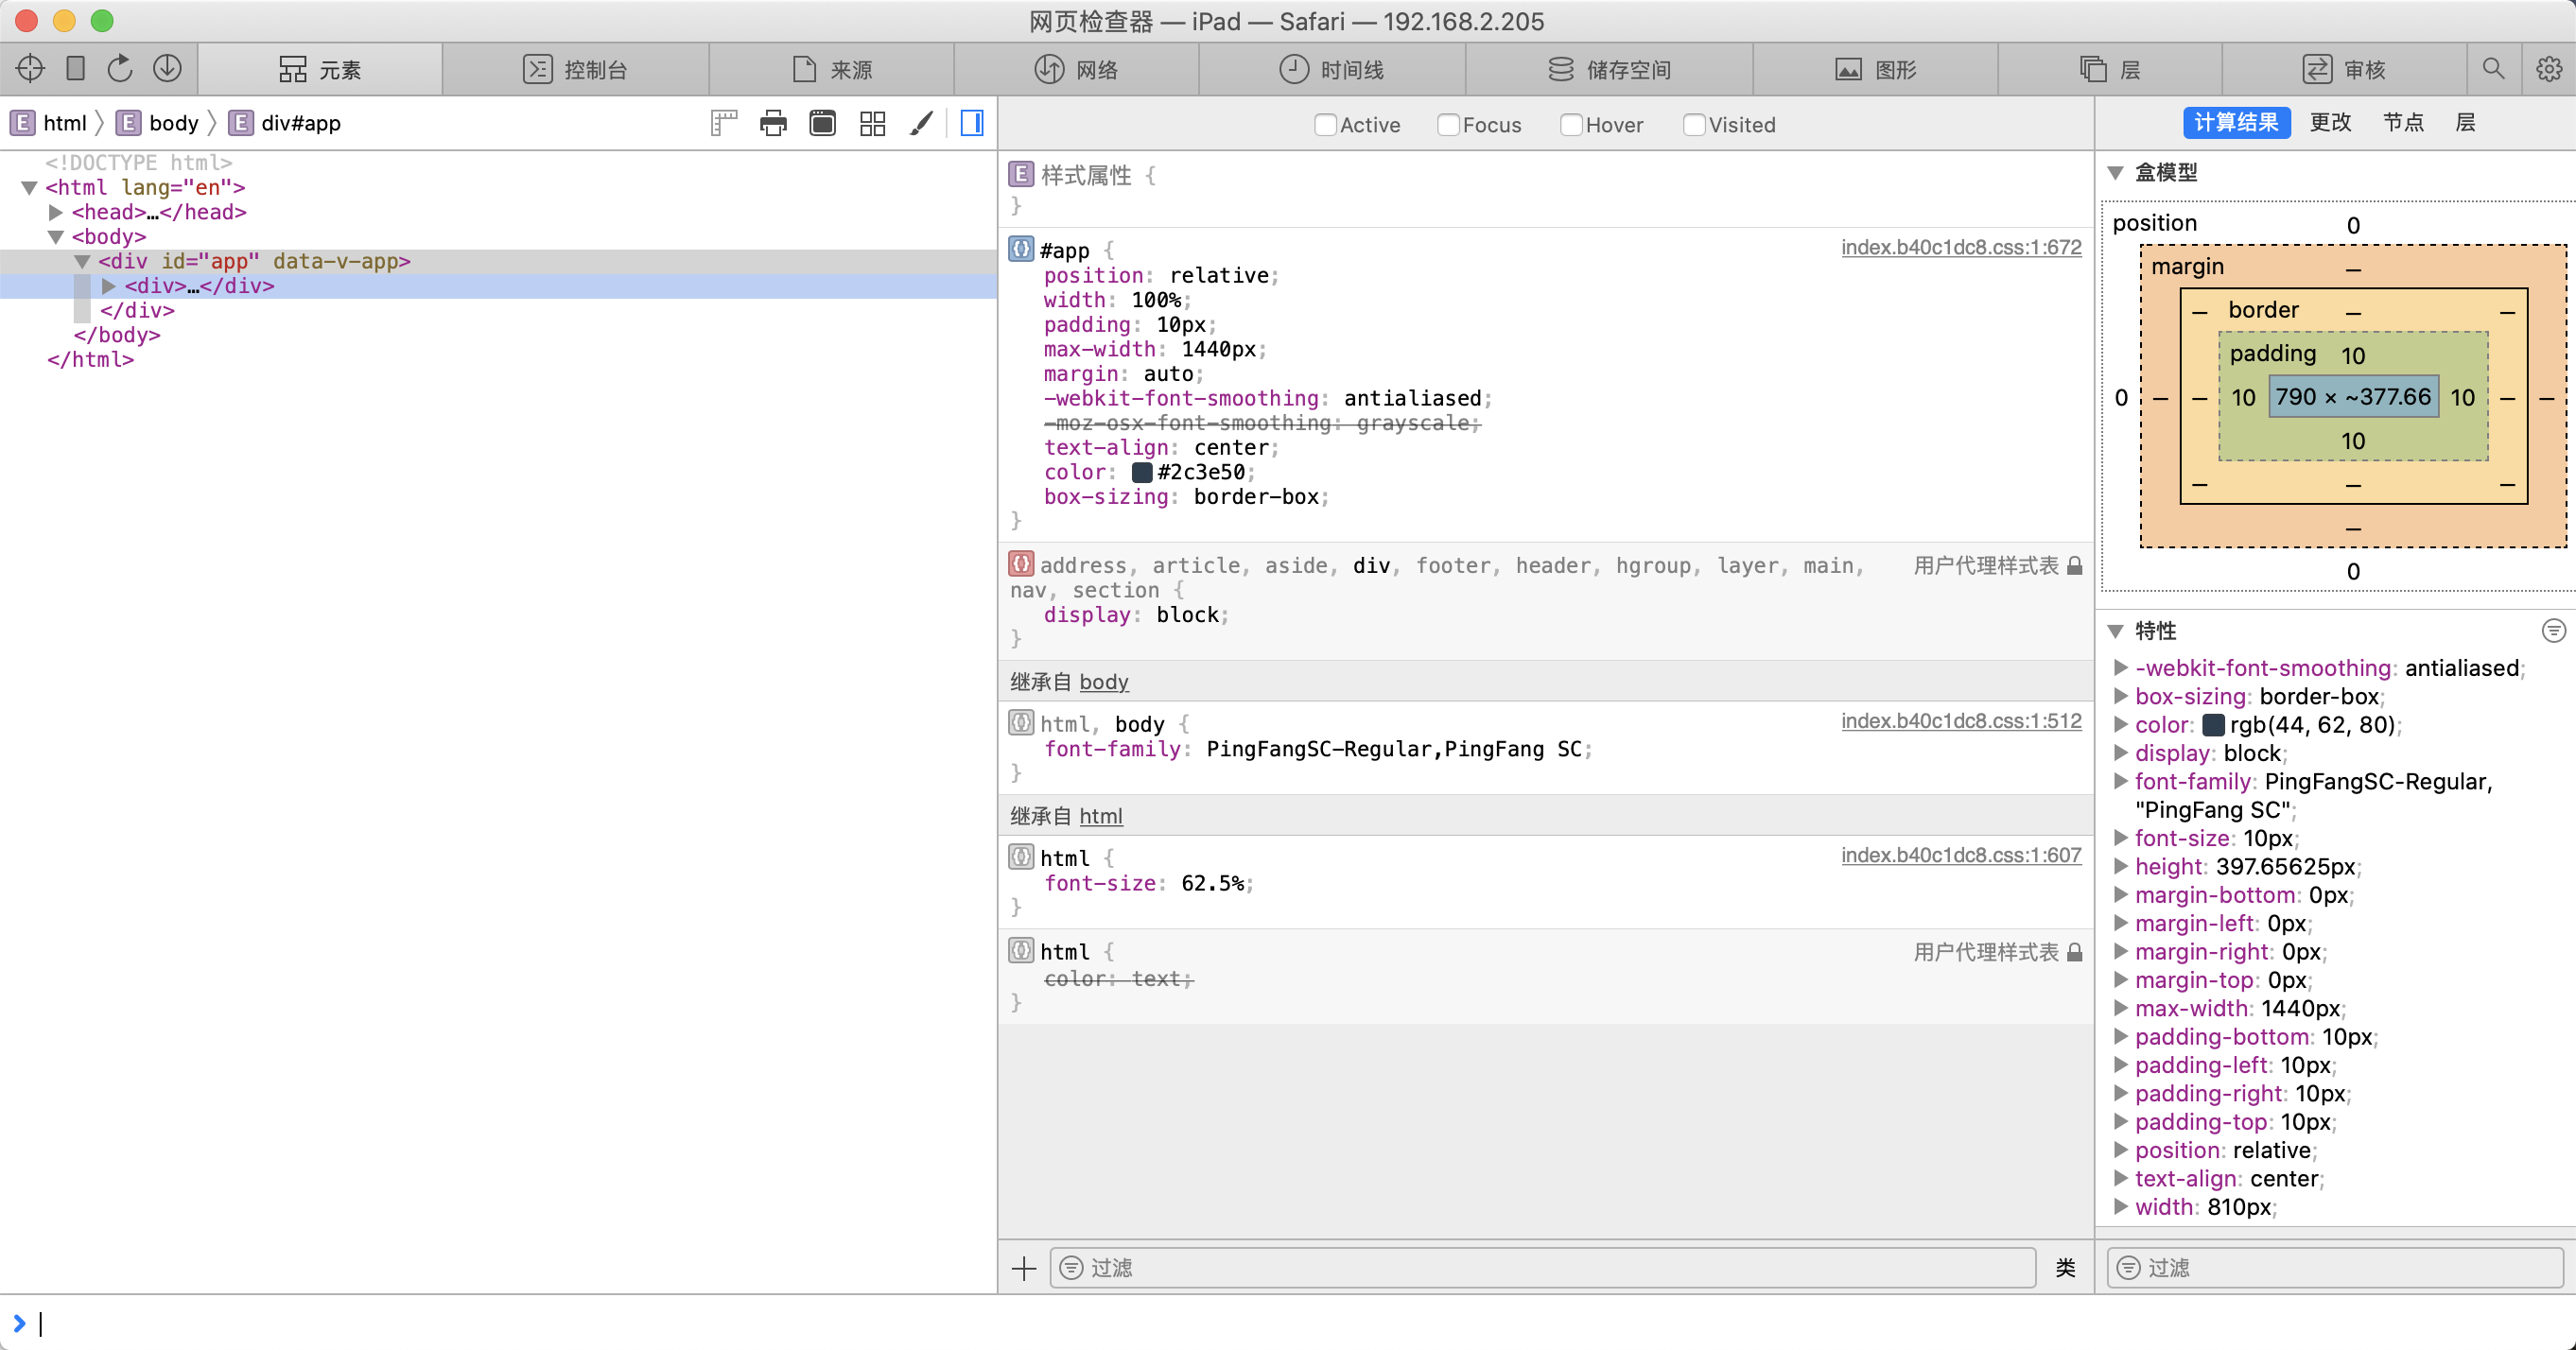 网页检查器 — iPad — Safari — 192.168.2.205
元素
控制台
来源
网络
时间线
储存空间
图形
层
审核
E html 〉 E body 〉 E div#app
<!DOCTYPE html>
<html lang="en">
<head>…</head>
<body>
<div id="app" data-v-app>
<div>…</div>
</div>
</body>
</html>
Active Focus Hover Visited
E 样式属性 {
}
#app { index.b40c1dc8.css:1:672
position: relative;
width: 100%;
padding: 10px;
max-width: 1440px;
margin: auto;
-webkit-font-smoothing: antialiased;
-moz-osx-font-smoothing: grayscale;
text-align: center;
color: #2c3e50;
box-sizing: border-box;
}
address, article, aside, div, footer, header, hgroup, layer, main, 用户代理样式表
nav, section {
display: block;
}
继承自 body
html, body { index.b40c1dc8.css:1:512
font-family: PingFangSC-Regular,PingFang SC;
}
继承自 html
html { index.b40c1dc8.css:1:607
font-size: 62.5%;
}
html { 用户代理样式表
color: text;
}
过滤
类
计算结果 更改 节点 层
盒模型
position 0
margin –
– border – –
padding 10
0 – – 10 790 × ~377.66 10 – –
10
– – –
–
0
特性
-webkit-font-smoothing: antialiased;
box-sizing: border-box;
color: rgb(44, 62, 80);
display: block;
font-family: PingFangSC-Regular,
"PingFang SC";
font-size: 10px;
height: 397.65625px;
margin-bottom: 0px;
margin-left: 0px;
margin-right: 0px;
margin-top: 0px;
max-width: 1440px;
padding-bottom: 10px;
padding-left: 10px;
padding-right: 10px;
padding-top: 10px;
position: relative;
text-align: center;
width: 810px;
过滤